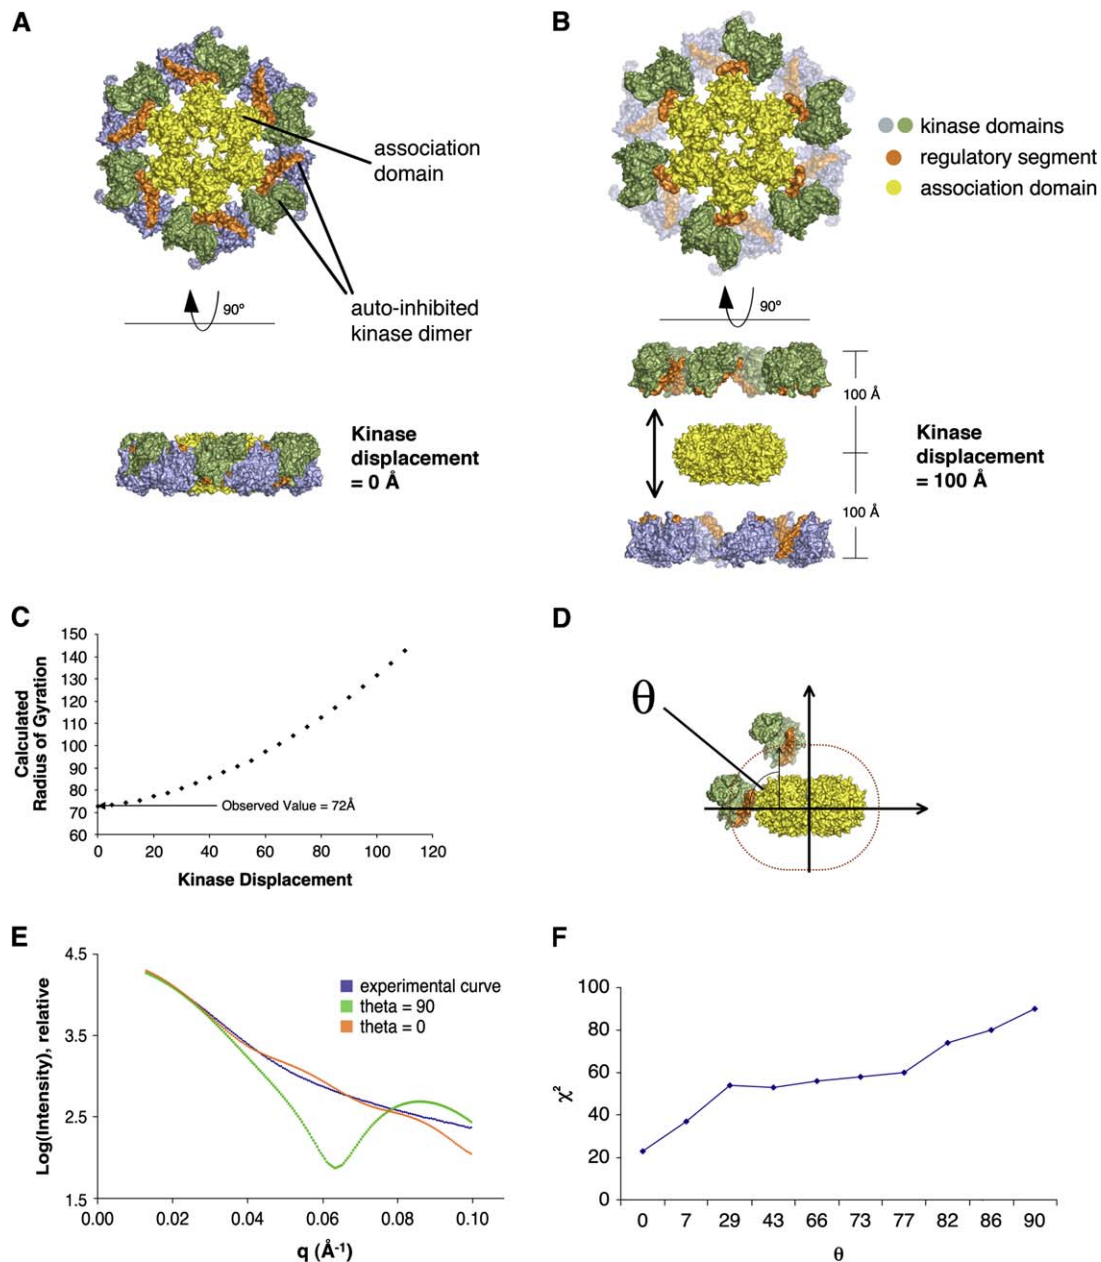 A
association
domain
auto-inhibited
kinase dimer
90º
Kinase
displacement
= 0 Å
B
kinase domains
regulatory segment
association domain
90º
100 Å
Kinase
displacement
= 100 Å
100 Å
C
Calculated
Radius of Gyration
150
140
130
120
110
100
90
80
70
60
Observed Value = 72Å
0 20 40 60 80 100 120
Kinase Displacement
D
θ
E
Log(Intensity), relative
4.5
3.5
2.5
1.5
experimental curve
theta = 90
theta = 0
0.00 0.02 0.04 0.06 0.08 0.10
q (Å-1)
F
χ²
100
80
60
40
20
0
0 7 29 43 66 73 77 82 86 90
θ